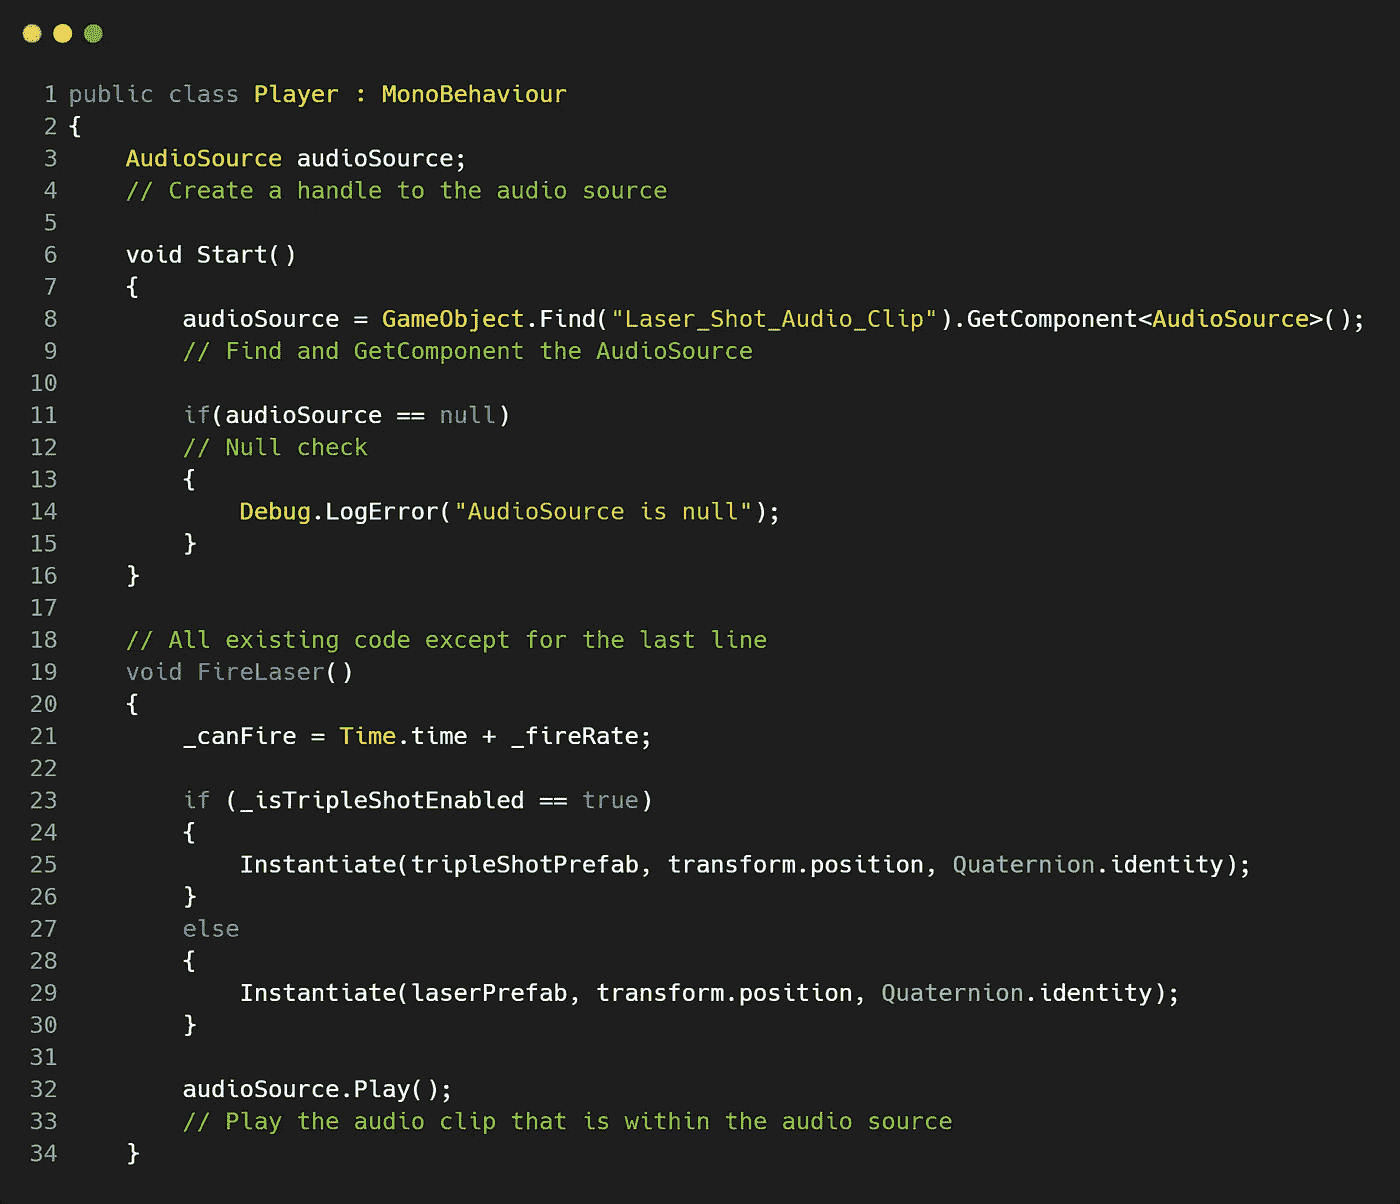 1 public class Player : MonoBehaviour
2 {
3     AudioSource audioSource;
4     // Create a handle to the audio source
5
6     void Start()
7     {
8         audioSource = GameObject.Find("Laser_Shot_Audio_Clip").GetComponent<AudioSource>();
9         // Find and GetComponent the AudioSource
10
11         if(audioSource == null)
12         // Null check
13         {
14             Debug.LogError("AudioSource is null");
15         }
16     }
17
18     // All existing code except for the last line
19     void FireLaser()
20     {
21         _canFire = Time.time + _fireRate;
22
23         if (_isTripleShotEnabled == true)
24         {
25             Instantiate(tripleShotPrefab, transform.position, Quaternion.identity);
26         }
27         else
28         {
29             Instantiate(laserPrefab, transform.position, Quaternion.identity);
30         }
31
32         audioSource.Play();
33         // Play the audio clip that is within the audio source
34     }